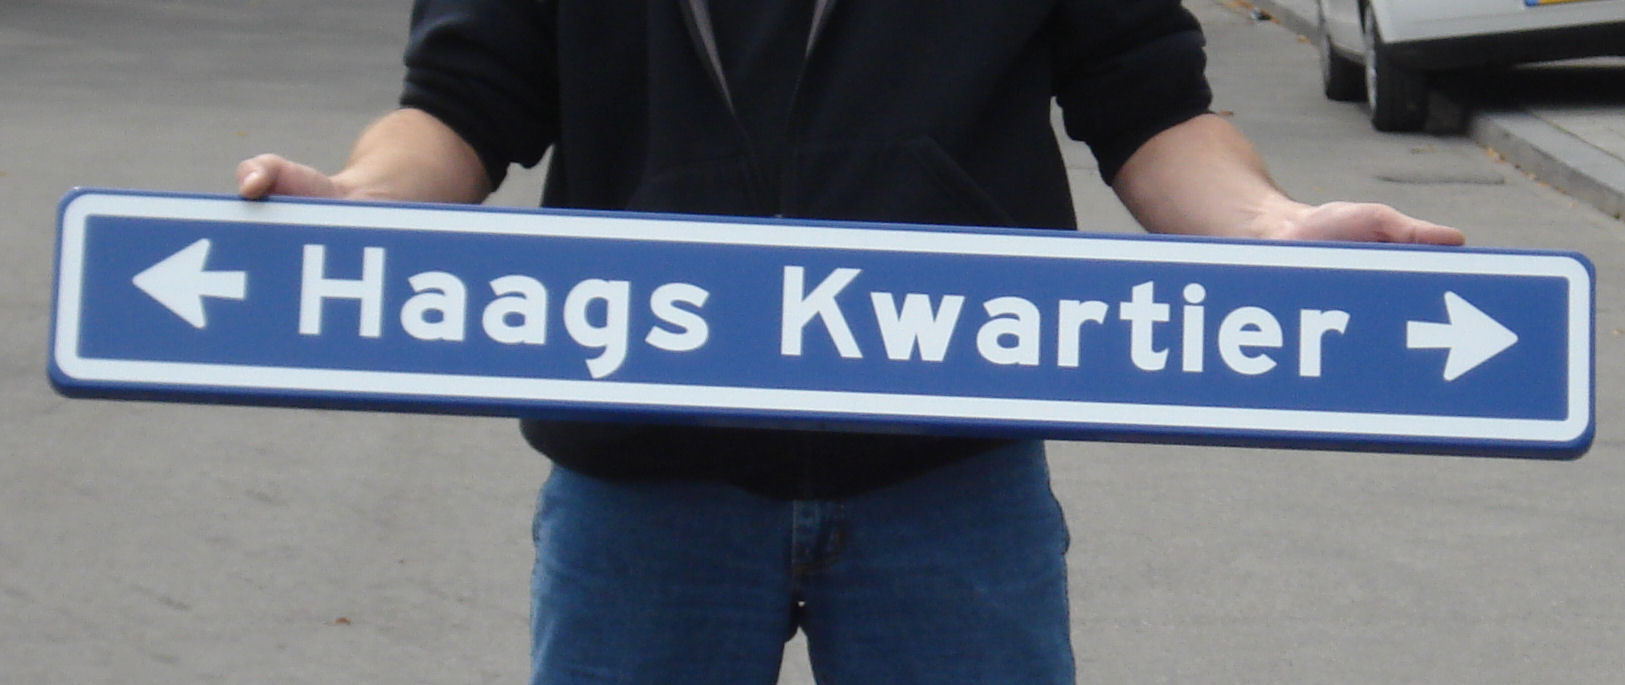 ← Haags Kwartier →